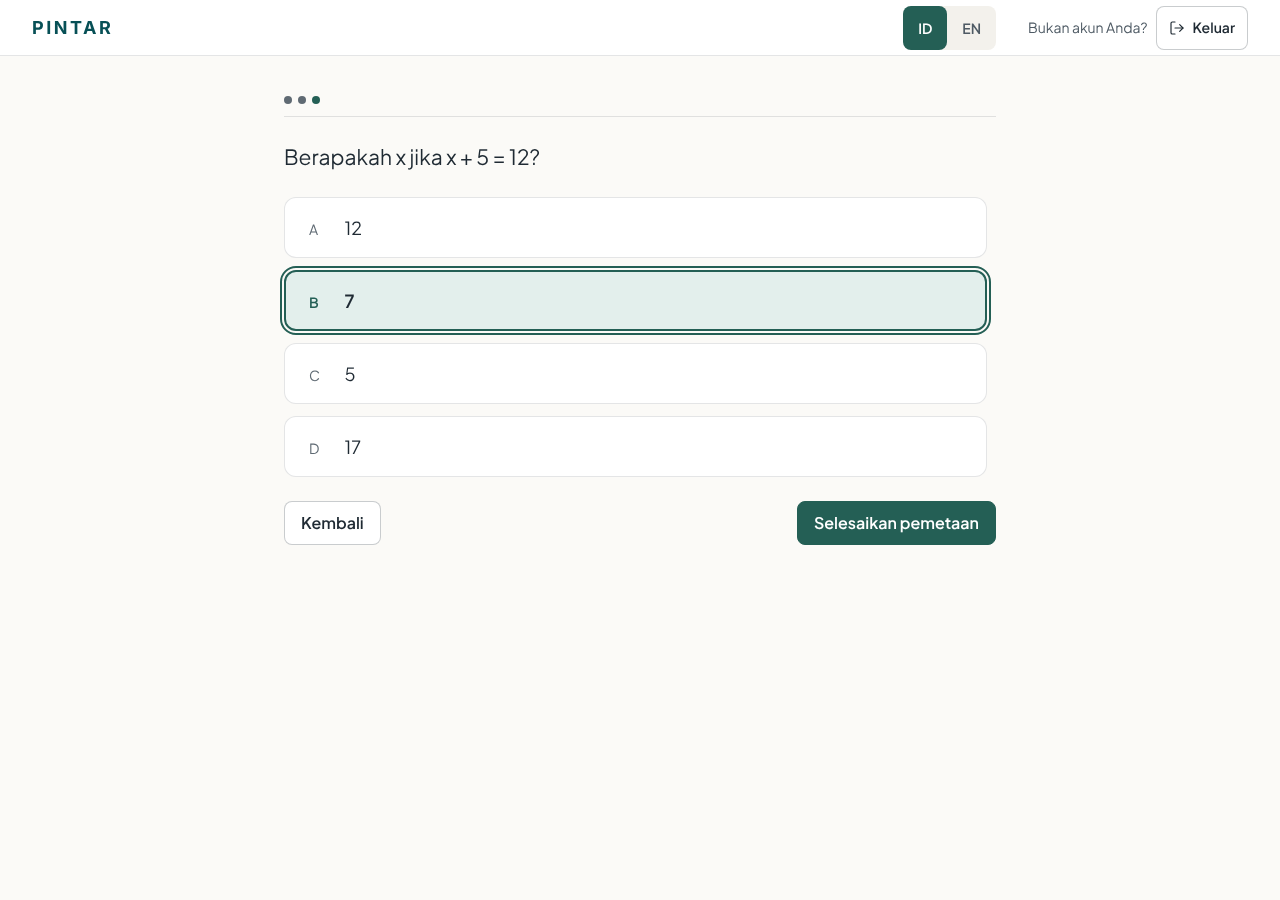 PINTAR
ID EN
Bukan akun Anda? Keluar
Berapakah x jika x + 5 = 12?
A 12
B 7
C 5
D 17
Kembali
Selesaikan pemetaan